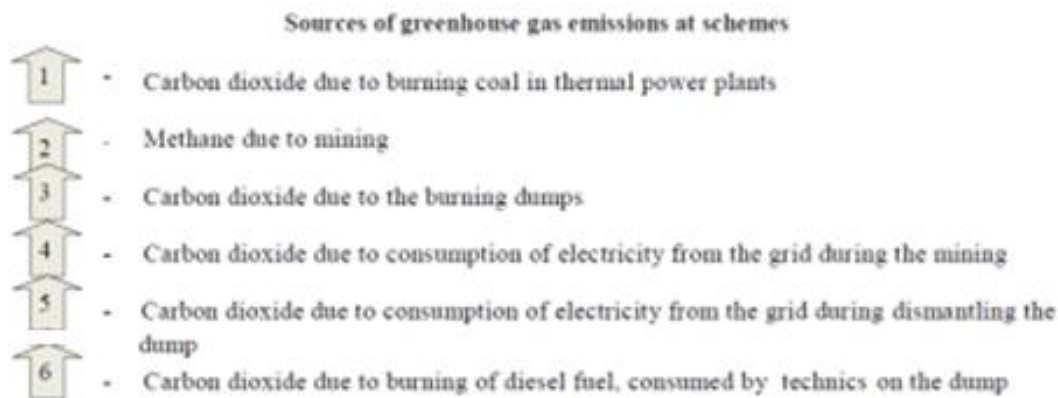 Sources of greenhouse gas emissions at schemes
1 - Carbon dioxide due to burning coal in thermal power plants
2 - Methane due to mining
3 - Carbon dioxide due to the burning dumps
4 - Carbon dioxide due to consumption of electricity from the grid during the mining
5 - Carbon dioxide due to consumption of electricity from the grid during dismantling the
dump
6 - Carbon dioxide due to burning of diesel fuel, consumed by technics on the dump